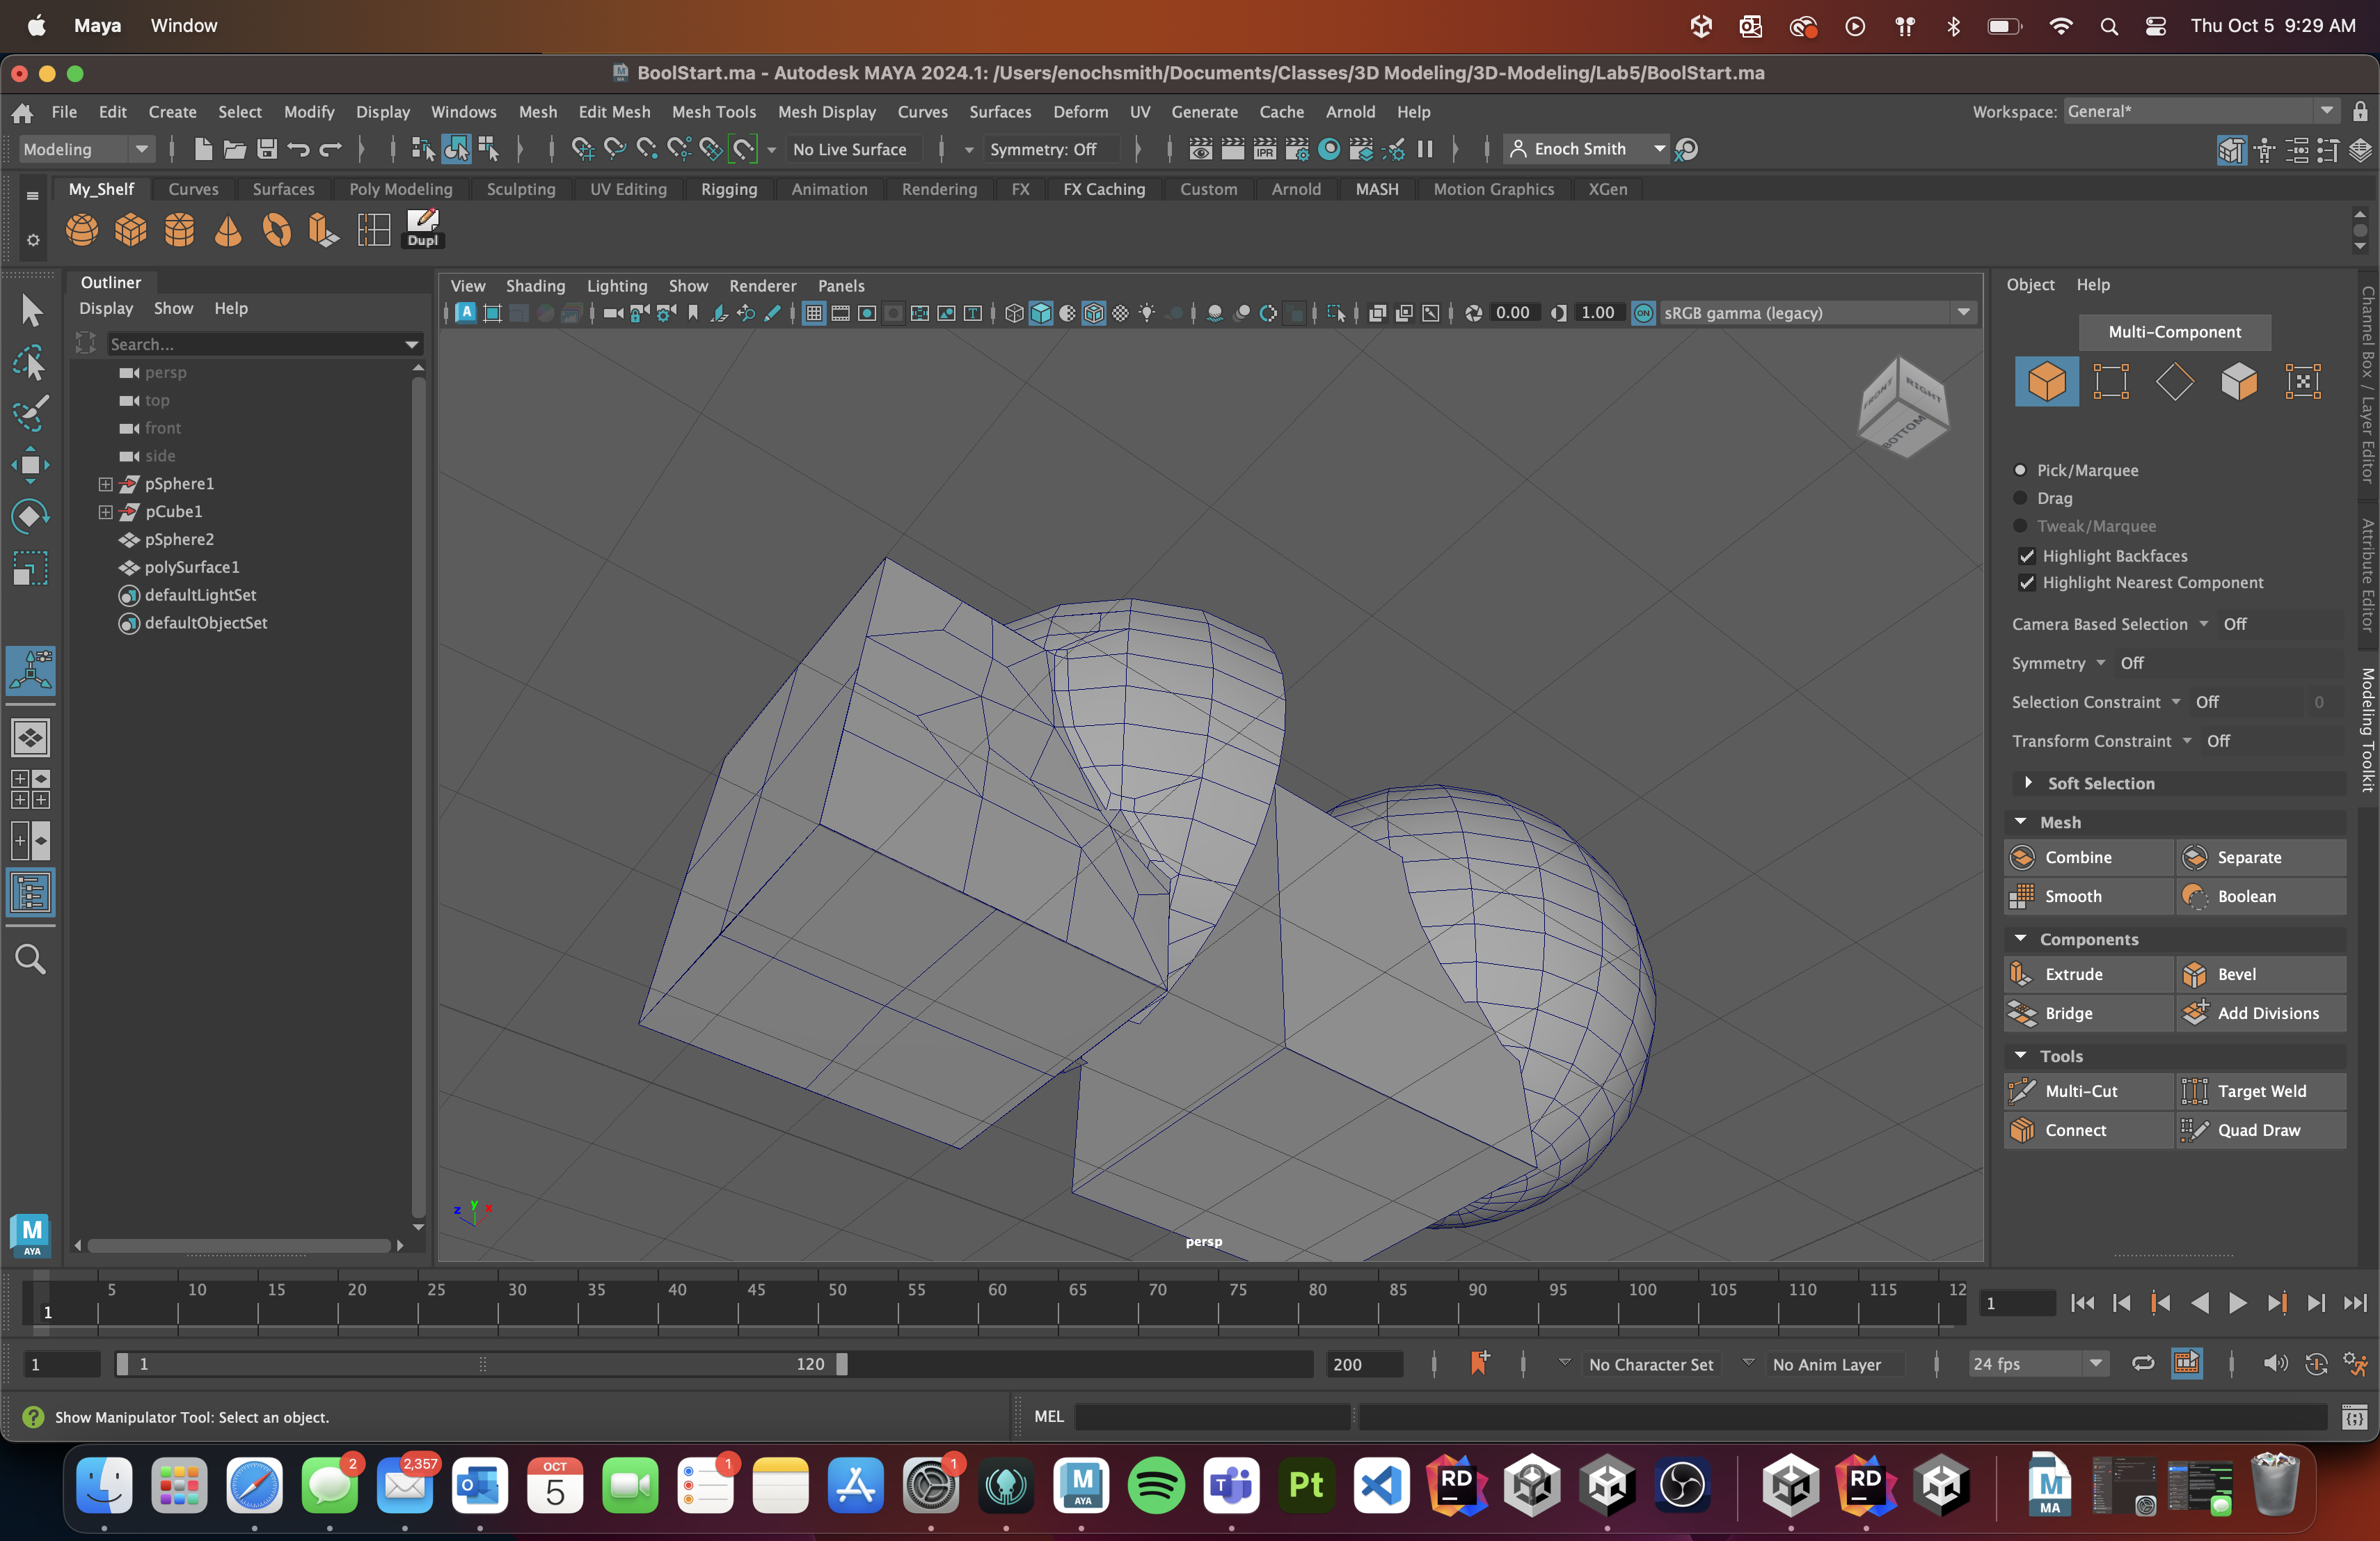 Maya Window Thu Oct 5 9:29 AM
BoolStart.ma - Autodesk MAYA 2024.1: /Users/enochsmith/Documents/Classes/3D Modeling/3D-Modeling/Lab5/BoolStart.ma
File Edit Create Select Modify Display Windows Mesh Edit Mesh Mesh Tools Mesh Display Curves Surfaces Deform UV Generate Cache Arnold Help Workspace: General*
Modeling No Live Surface Symmetry: Off IPR Enoch Smith
My_Shelf Curves Surfaces Poly Modeling Sculpting UV Editing Rigging Animation Rendering FX FX Caching Custom Arnold MASH Motion Graphics XGen
Dupl
Outliner
Display Show Help
Search...
persp
top
front
side
pSphere1
pCube1
pSphere2
polySurface1
defaultLightSet
defaultObjectSet
View Shading Lighting Show Renderer Panels
A T 0.00 1.00 ON sRGB gamma (legacy)
FRONT RIGHT
BOTTOM
z y x
persp
Object Help
Multi-Component
Pick/Marquee
Drag
Tweak/Marquee
Highlight Backfaces
Highlight Nearest Component
Camera Based Selection Off
Symmetry Off
Selection Constraint Off 0
Transform Constraint Off
Soft Selection
Mesh
Combine Separate
Smooth Boolean
Components
Extrude Bevel
Bridge Add Divisions
Tools
Multi-Cut Target Weld
Connect Quad Draw
Channel Box / Layer Editor
Attribute Editor
Modeling Toolkit
M
AYA
5 10 15 20 25 30 35 40 45 50 55 60 65 70 75 80 85 90 95 100 105 110 115 12
1 1
1 1 120 200 No Character Set No Anim Layer 24 fps
Show Manipulator Tool: Select an object. MEL
2 2,357 OCT 5 1 1 M AYA Pt RD RD M MA